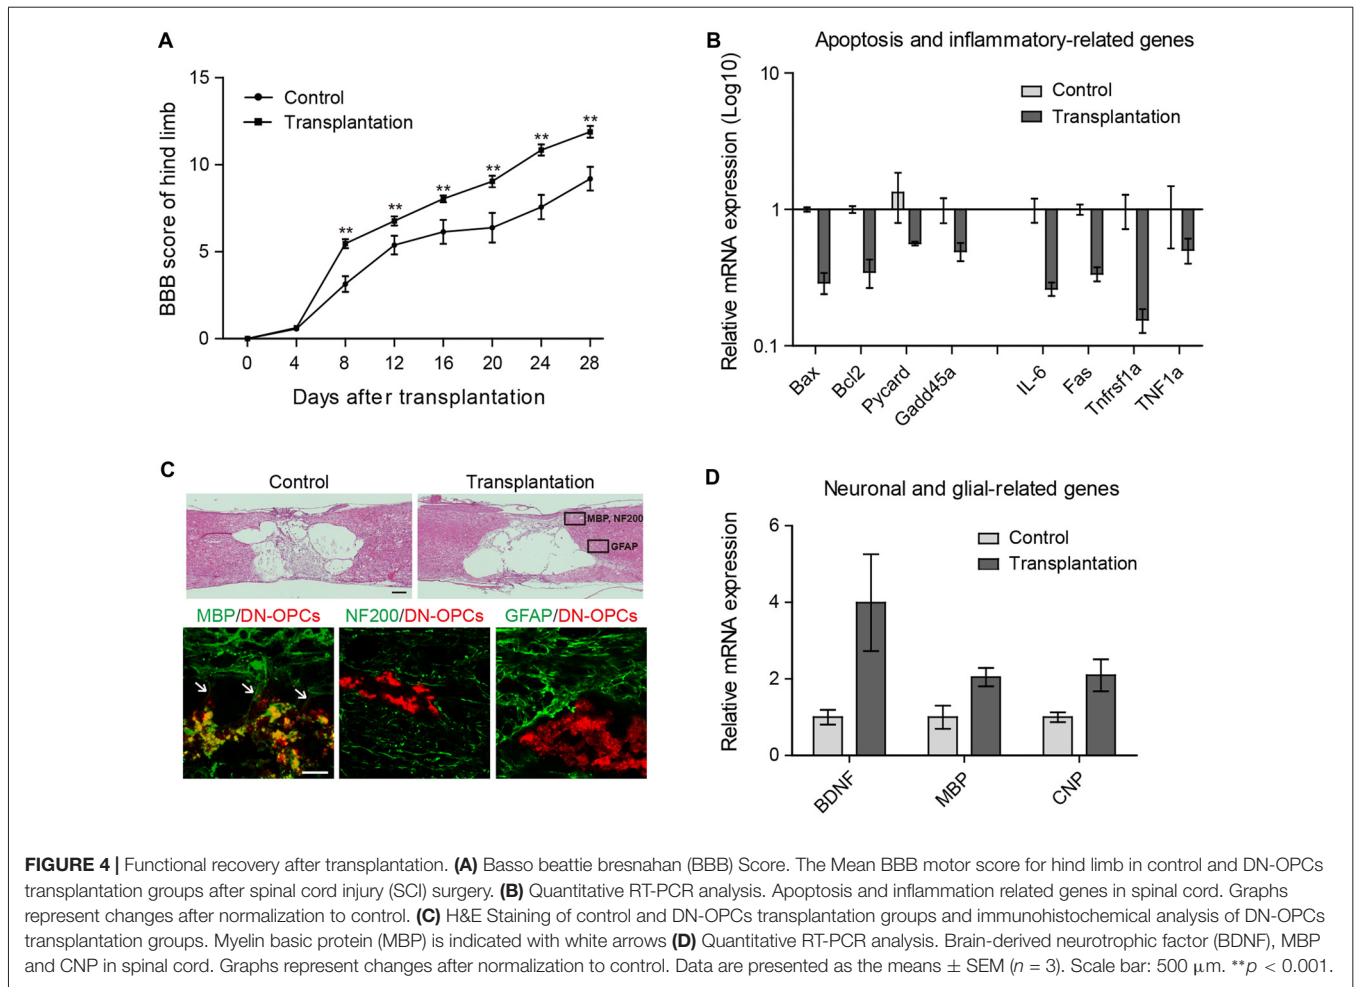 A
15
10
5
0
BBB score of hind limb
Control
Transplantation
**
**
**
**
**
**
0 4 8 12 16 20 24 28
Days after transplantation
B
Apoptosis and inflammatory-related genes
10
1
0.1
Relative mRNA expression (Log10)
Control
Transplantation
Bax Bcl2 Pycard Gadd45a IL-6 Fas Tnfrsf1a TNF1a
C
Control Transplantation
MBP, NF200
GFAP
MBP/DN-OPCs NF200/DN-OPCs GFAP/DN-OPCs
D
Neuronal and glial-related genes
6
4
2
0
Relative mRNA expression
Control
Transplantation
BDNF MBP CNP
FIGURE 4 | Functional recovery after transplantation. (A) Basso beattie bresnahan (BBB) Score. The Mean BBB motor score for hind limb in control and DN-OPCs
transplantation groups after spinal cord injury (SCI) surgery. (B) Quantitative RT-PCR analysis. Apoptosis and inflammation related genes in spinal cord. Graphs
represent changes after normalization to control. (C) H&E Staining of control and DN-OPCs transplantation groups and immunohistochemical analysis of DN-OPCs
transplantation groups. Myelin basic protein (MBP) is indicated with white arrows (D) Quantitative RT-PCR analysis. Brain-derived neurotrophic factor (BDNF), MBP
and CNP in spinal cord. Graphs represent changes after normalization to control. Data are presented as the means ± SEM (n = 3). Scale bar: 500 μm. **p < 0.001.